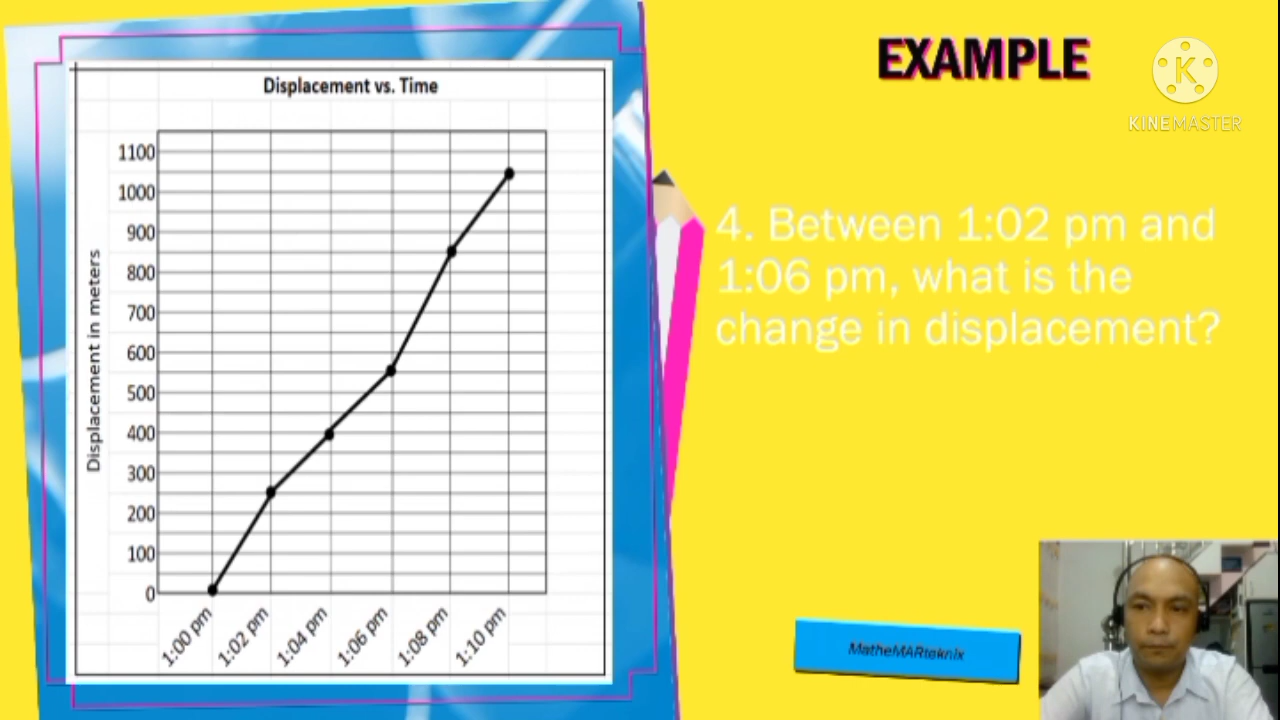 Displacement vs. Time
Displacement in meters
1100
1000
900
800
700
600
500
400
300
200
100
0
1:00 pm
1:02 pm
1:04 pm
1:06 pm
1:08 pm
1:10 pm
EXAMPLE
K
KINEMASTER
4. Between 1:02 pm and
1:06 pm, what is the
change in displacement?
MatheMARteknix